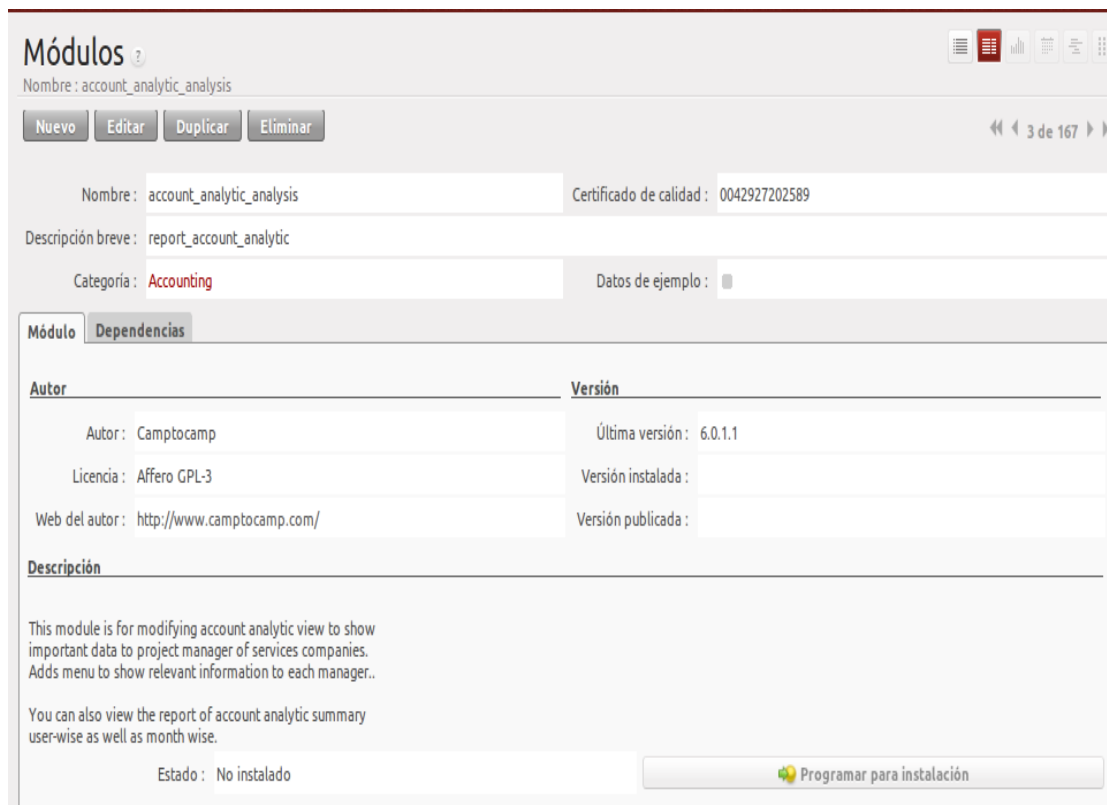 Módulos ?
Nombre : account_analytic_analysis
Nuevo Editar Duplicar Eliminar
3 de 167
Nombre : account_analytic_analysis Certificado de calidad : 0042927202589
Descripción breve : report_account_analytic
Categoría : Accounting Datos de ejemplo :
Módulo Dependencias
Autor Versión
Autor : Camptocamp Última versión : 6.0.1.1
Licencia : Affero GPL-3 Versión instalada :
Web del autor : http://www.camptocamp.com/ Versión publicada :
Descripción
This module is for modifying account analytic view to show
important data to project manager of services companies.
Adds menu to show relevant information to each manager..
You can also view the report of account analytic summary
user-wise as well as month wise.
Estado : No instalado Programar para instalación